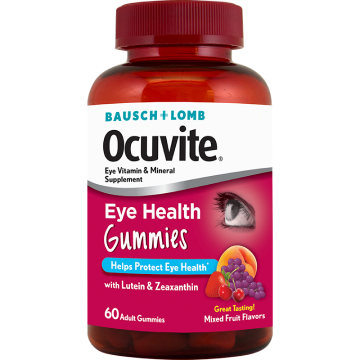 BAUSCH + LOMB
Ocuvite®
Eye Vitamin & Mineral
Supplement
Eye Health
Gummies
Helps Protect Eye Health*
with Lutein & Zeaxanthin
Great Tasting!
Mixed Fruit Flavors
60 Adult Gummies